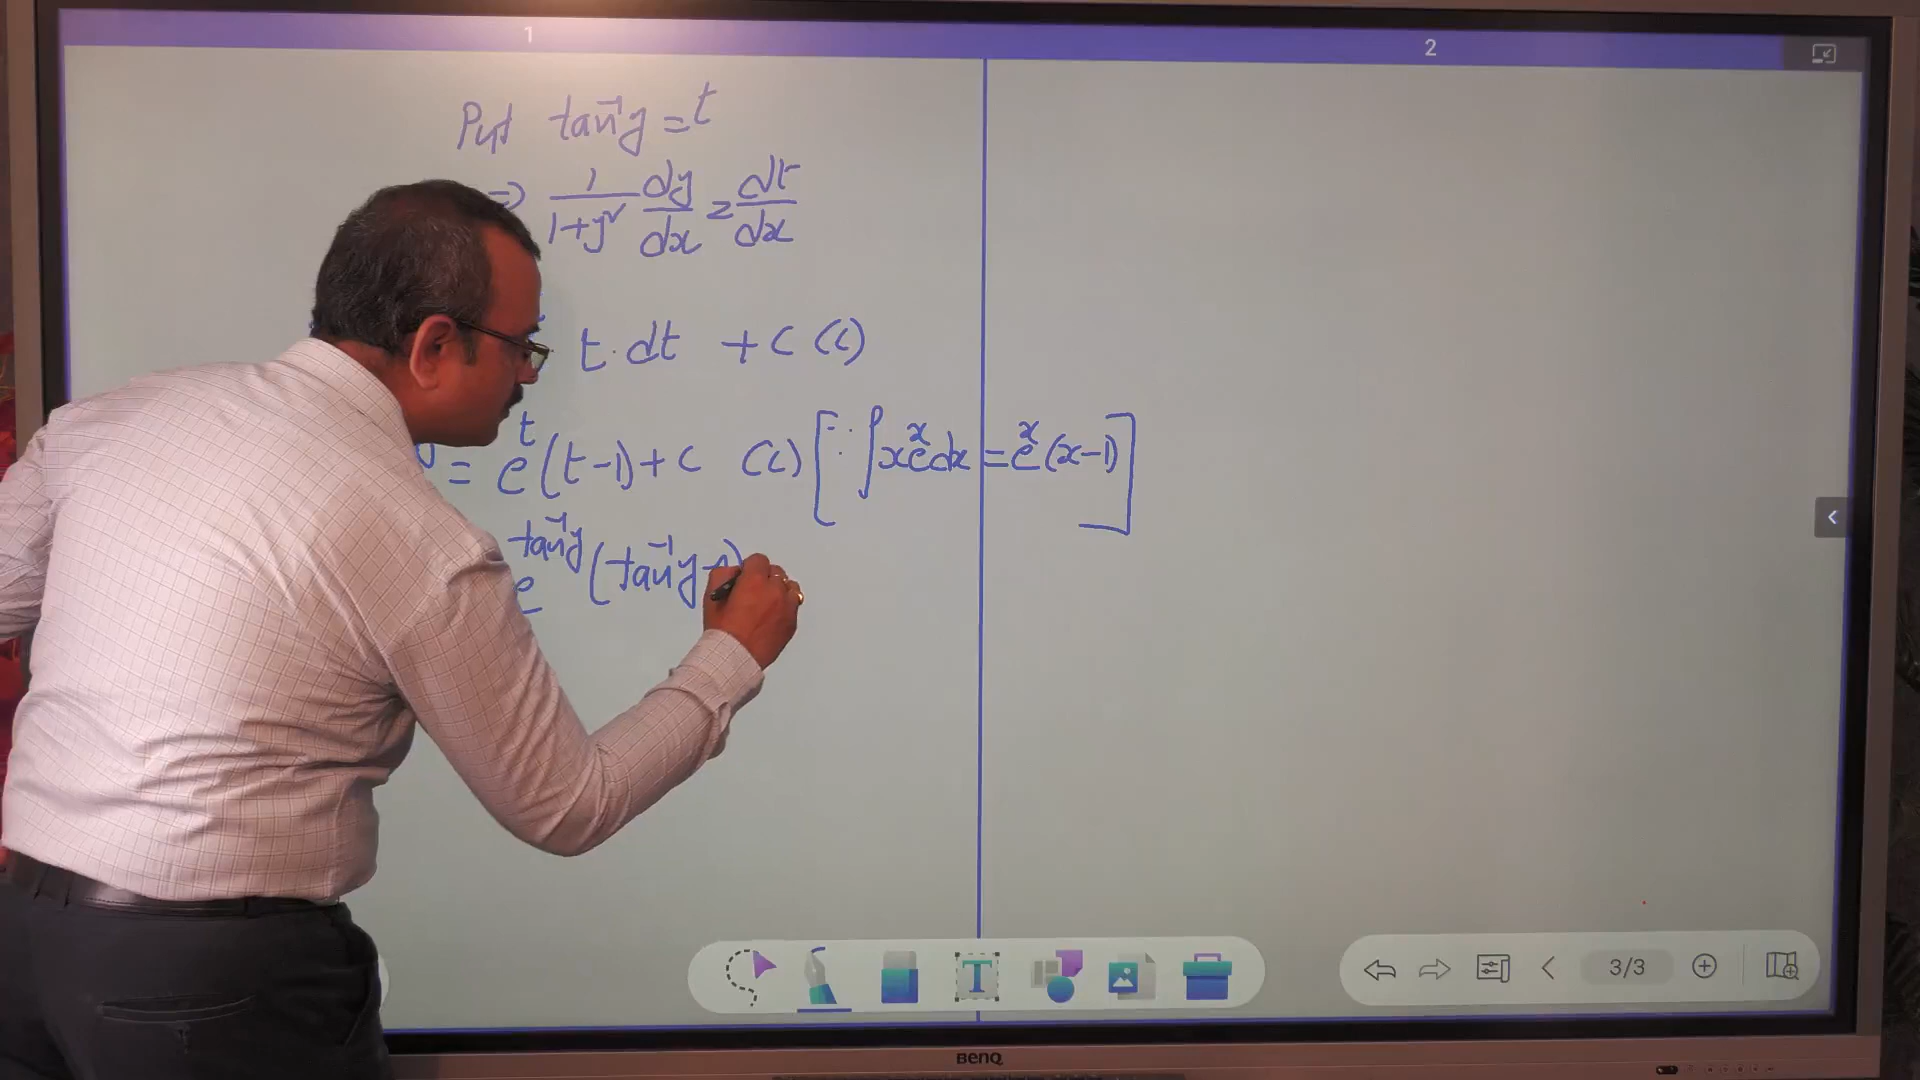 1 2
Put tan⁻¹y = t
⇒ 1/(1+y²) dy/dx = dt/dx
t·dt + c (L)
= eᵗ(t-1)+c (L) [∵ ∫xeˣdx = eˣ(x-1)]
e^(tan⁻¹y) (tan⁻¹y-1)
T
3/3
BenQ